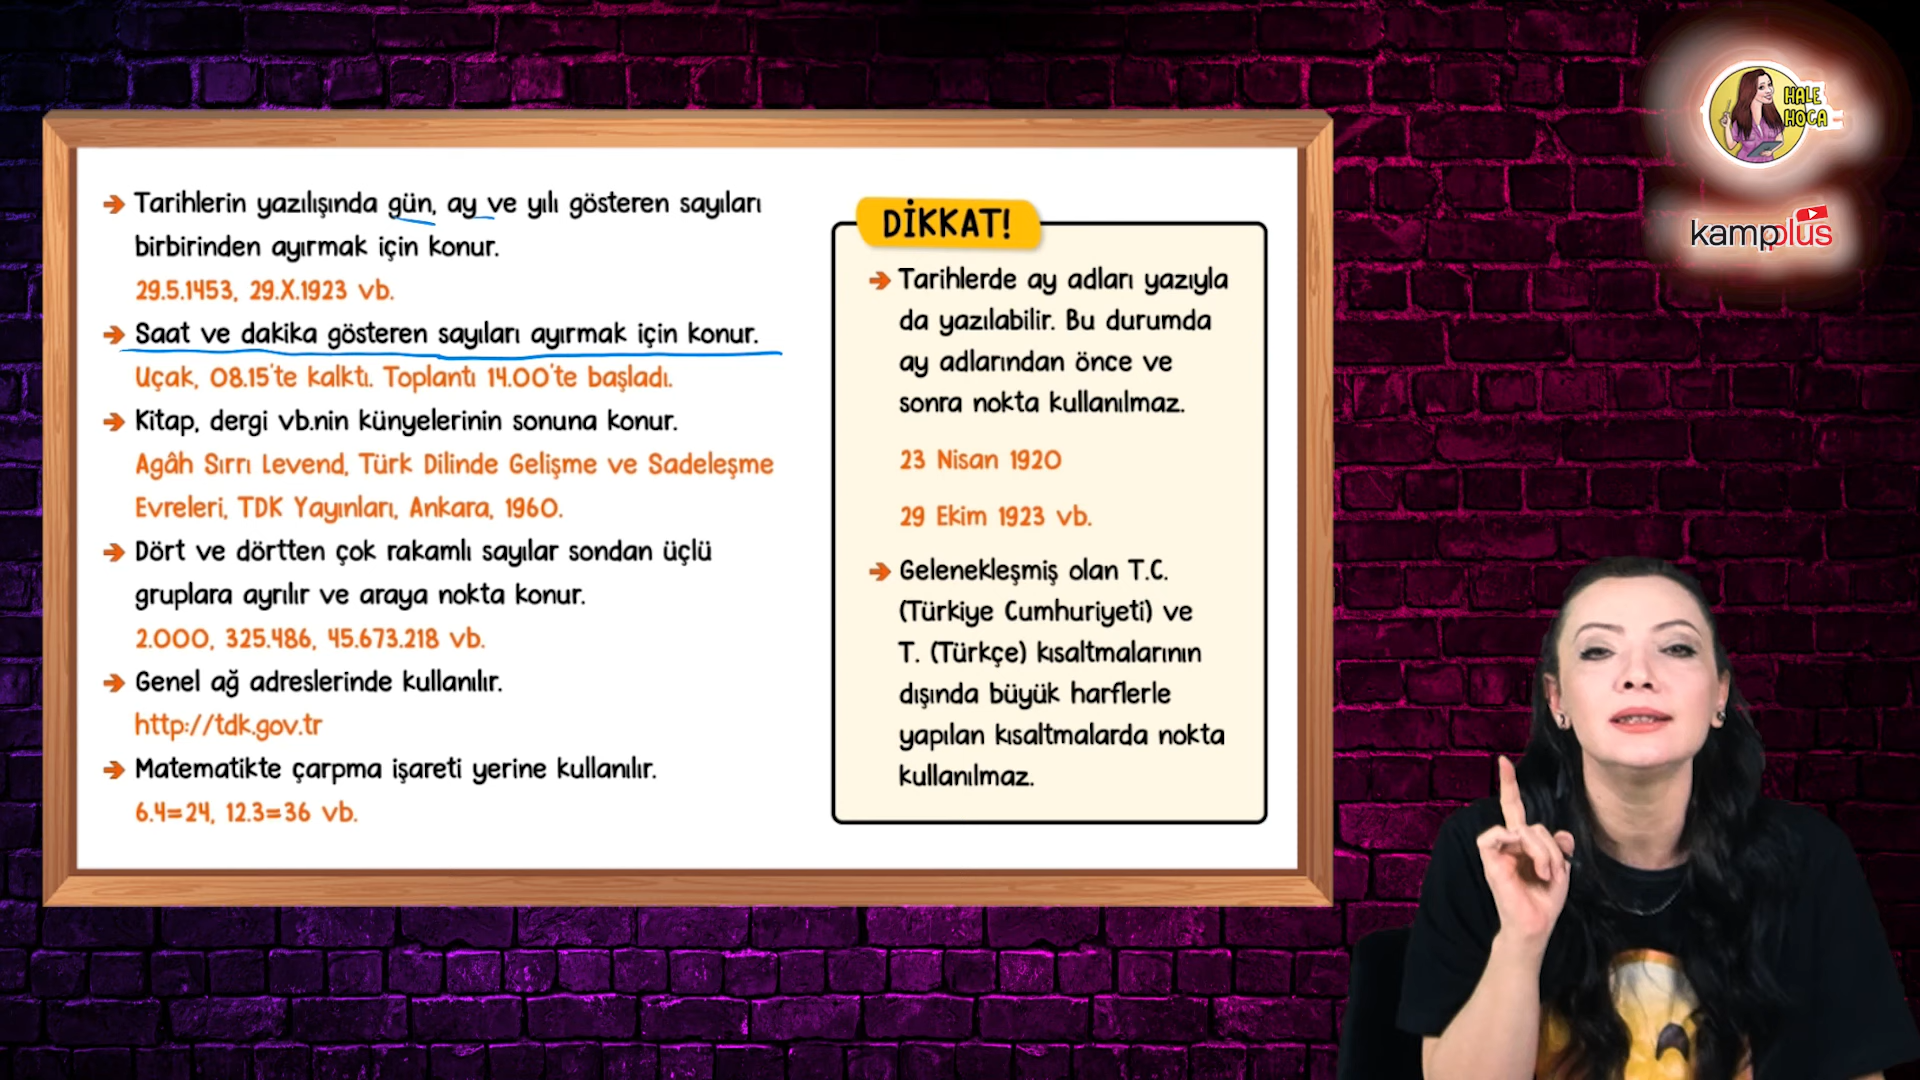 Tarihlerin yazılışında gün, ay ve yılı gösteren sayıları
birbirinden ayırmak için konur.
29.5.1453, 29.X.1923 vb.
Saat ve dakika gösteren sayıları ayırmak için konur.
Uçak, 08.15'te kalktı. Toplantı 14.00'te başladı.
Kitap, dergi vb.nin künyelerinin sonuna konur.
Agâh Sırrı Levend, Türk Dilinde Gelişme ve Sadeleşme
Evreleri, TDK Yayınları, Ankara, 1960.
Dört ve dörtten çok rakamlı sayılar sondan üçlü
gruplara ayrılır ve araya nokta konur.
2.000, 325.486, 45.673.218 vb.
Genel ağ adreslerinde kullanılır.
http://tdk.gov.tr
Matematikte çarpma işareti yerine kullanılır.
6.4=24, 12.3=36 vb.
DİKKAT!
Tarihlerde ay adları yazıyla
da yazılabilir. Bu durumda
ay adlarından önce ve
sonra nokta kullanılmaz.
23 Nisan 1920
29 Ekim 1923 vb.
Gelenekleşmiş olan T.C.
(Türkiye Cumhuriyeti) ve
T. (Türkçe) kısaltmalarının
dışında büyük harflerle
yapılan kısaltmalarda nokta
kullanılmaz.
HALE
HOCA
kampplus